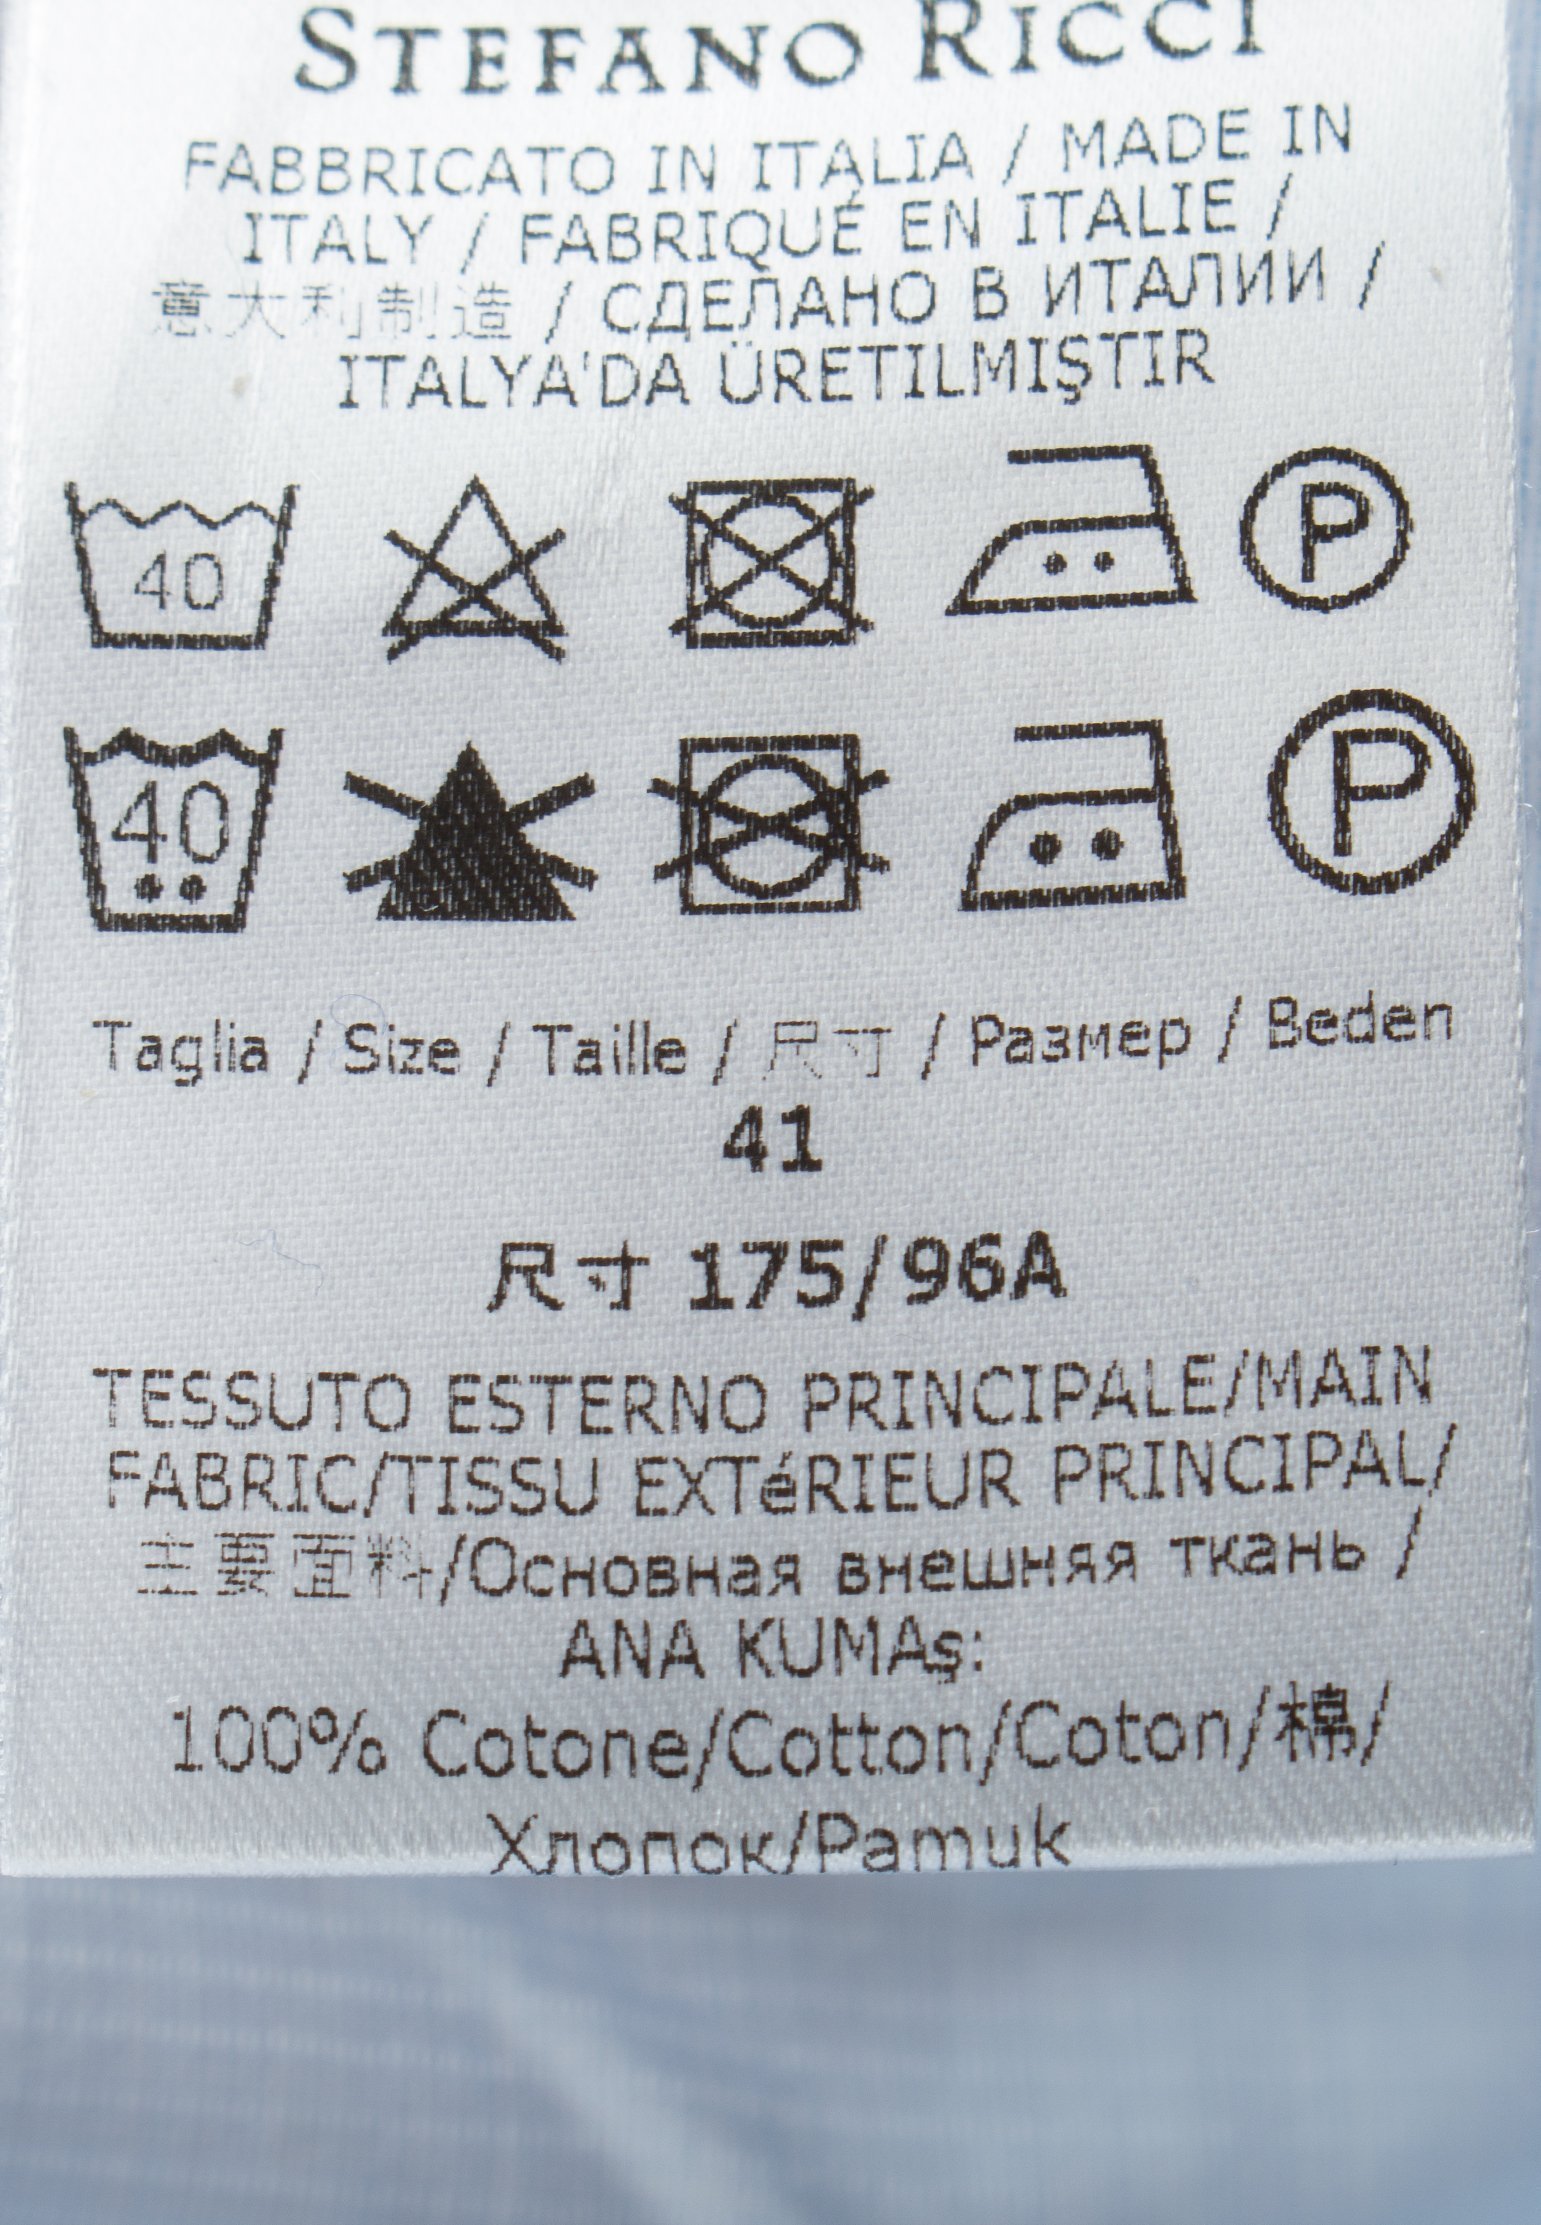 STEFANO RICCI
FABBRICATO IN ITALIA / MADE IN
ITALY / FABRIQUÉ EN ITALIE /
意大利制造 / СДЕЛАНО В ИТАЛИИ /
ITALYA'DA ÜRETILMIŞTIR
40 P
40 P
Taglia / Size / Taille / 尺寸 / Размер / Beden
41
尺寸 175/96A
TESSUTO ESTERNO PRINCIPALE/MAIN
FABRIC/TISSU EXTéRIEUR PRINCIPAL/
主要面料/Основная внешняя ткань /
ANA KUMAş:
100% Cotone/Cotton/Coton/棉/
Хлопок/Pamuk